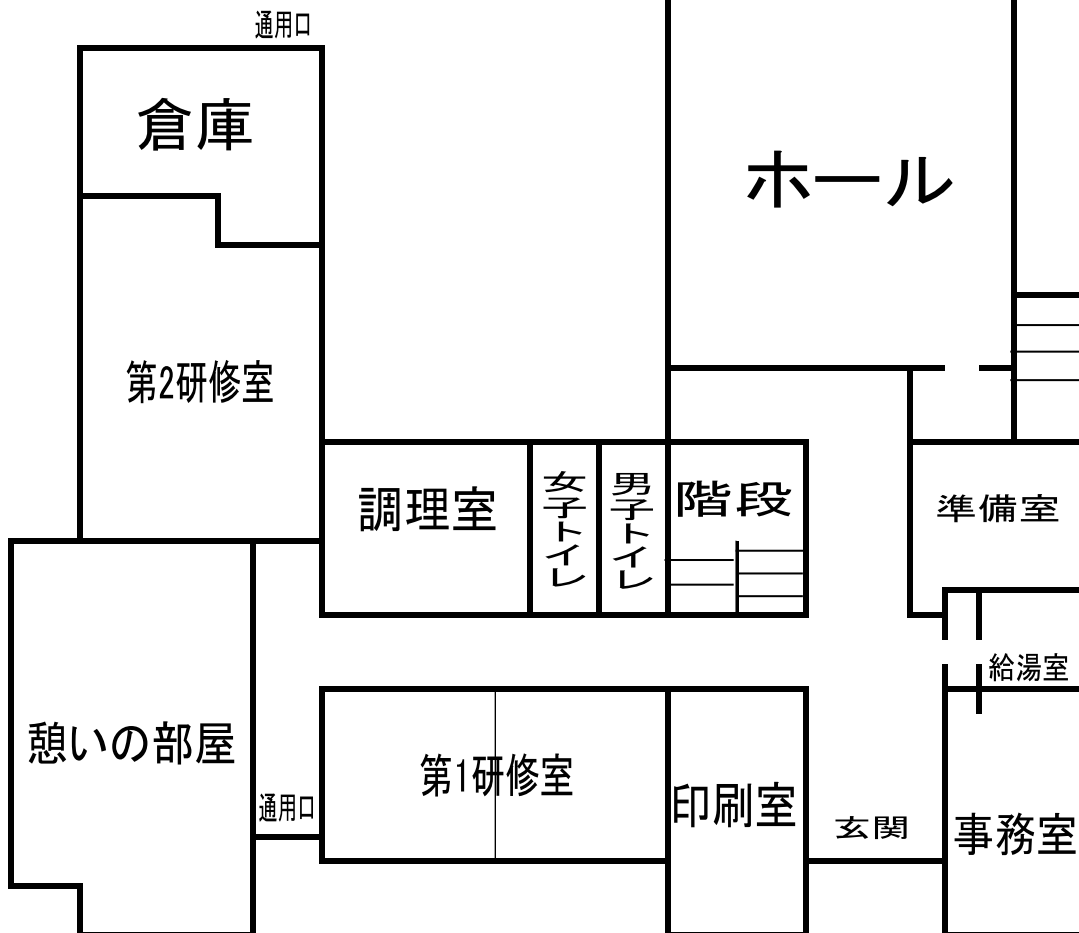 通用口
倉庫
ホール
第2研修室
調理室
女子トイレ
男子トイレ
階段
準備室
給湯室
憩いの部屋
通用口
第1研修室
印刷室
玄関
事務室